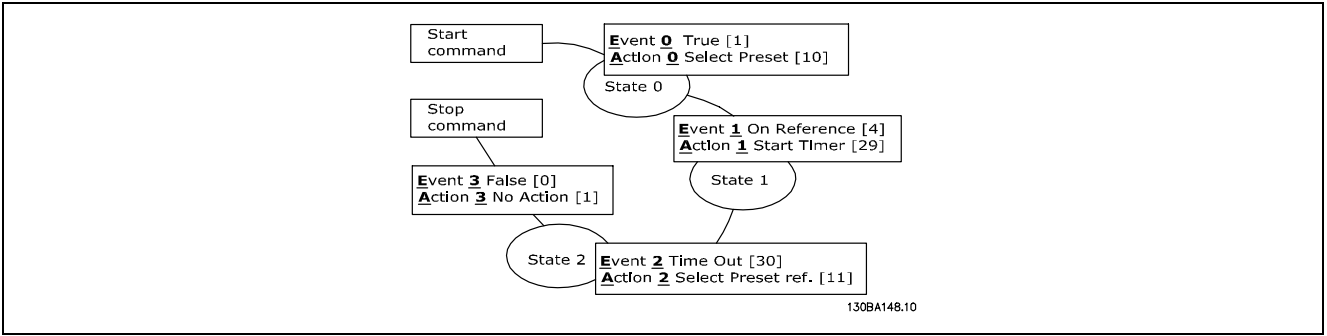 Start
command
Event 0 True [1]
Action 0 Select Preset [10]
State 0
Stop
command
Event 1 On Reference [4]
Action 1 Start TImer [29]
State 1
Event 3 False [0]
Action 3 No Action [1]
State 2
Event 2 Time Out [30]
Action 2 Select Preset ref. [11]
130BA148.10